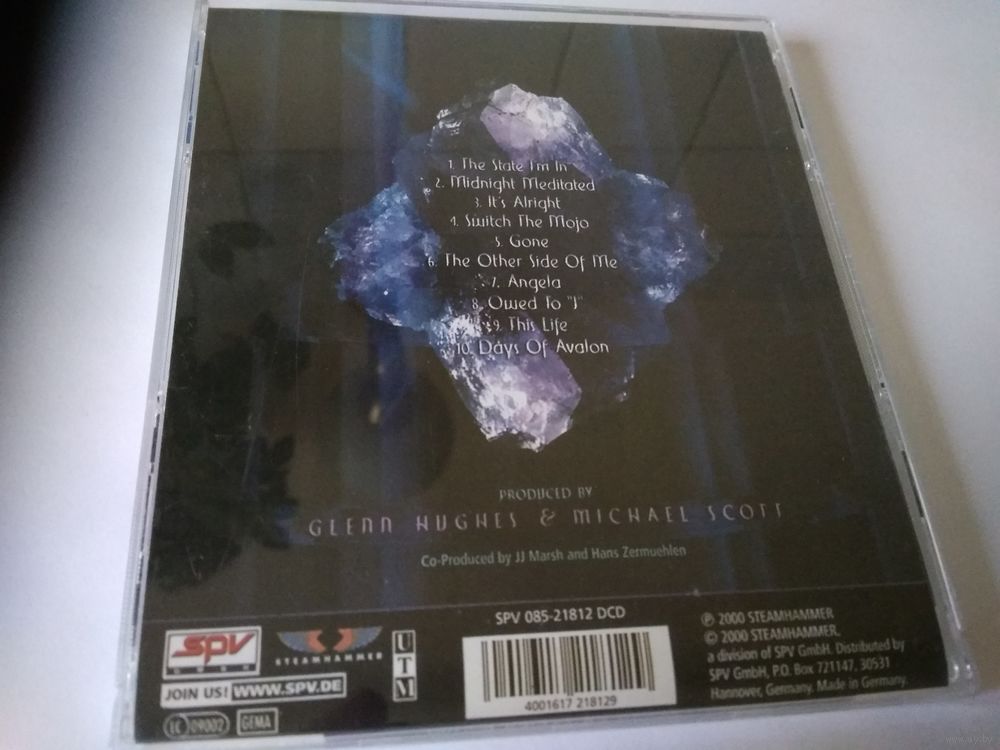 1. The State I'm In
2. Midnight Meditated
3. It's Alright
4. Switch The Mojo
5. Gone
6. The Other Side Of Me
7. Angela
8. Owed To "J"
9. This Life
10. Days Of Avalon
PRODUCED BY
GLENN HUGHES & MICHAEL SCOTT
Co-Produced by JJ Marsh and Hans Zermuehlen
SPV 085-21812 DCD
SPV
STEAMHAMMER
UTM
JOIN US! WWW.SPV.DE
LC 09002 GEMA
4001617 218129
℗ 2000 STEAMHAMMER
© 2000 STEAMHAMMER.
a division of SPV GmbH. Distributed by
SPV GmbH, P.O. Box 721147, 30531
Hannover, Germany. Made in Germany.